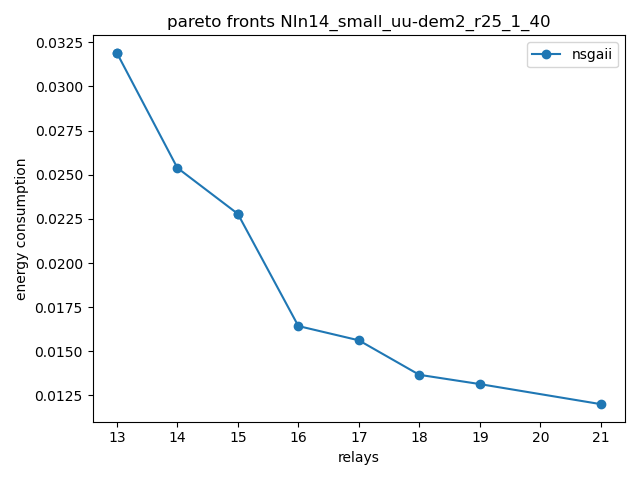 pareto fronts NIn14_small_uu-dem2_r25_1_40
nsgaii
0.0325
0.0300
0.0275
0.0250
0.0225
0.0200
0.0175
0.0150
0.0125
energy consumption
13 14 15 16 17 18 19 20 21
relays